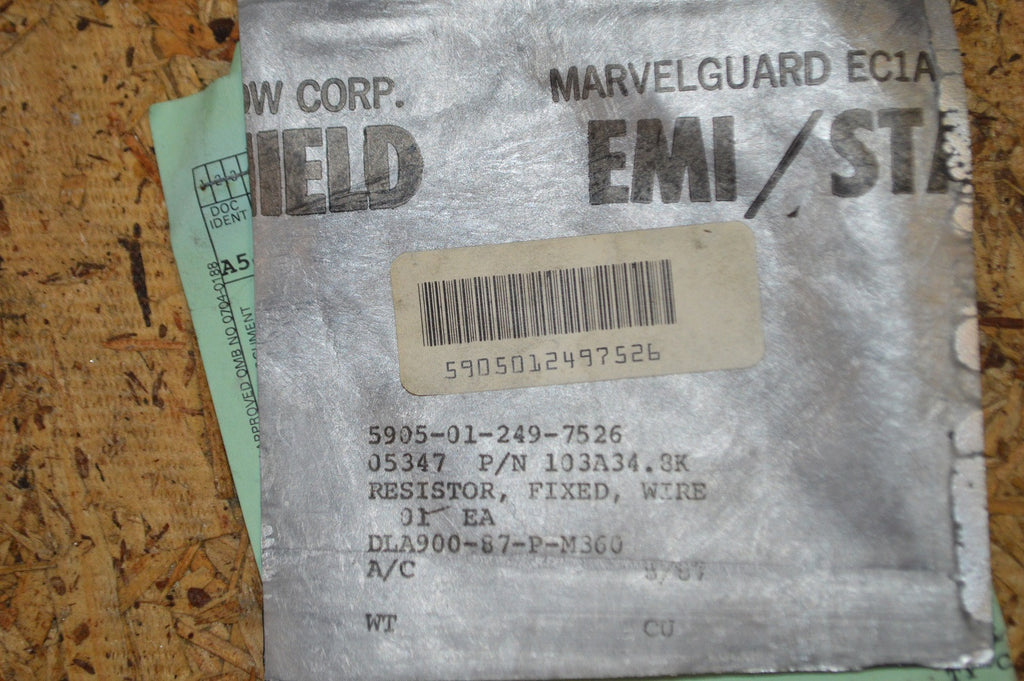 OW CORP.
MARVELGUARD EC1A
IELD
EMI/STA
DOC
IDENT
A5
APPROVED OMB NO 0704-0188
5905012497526
5905-01-249-7526
05347 P/N 103A34.8K
RESISTOR, FIXED, WIRE
01 EA
DLA900-87-P-M360
A/C
WT CU